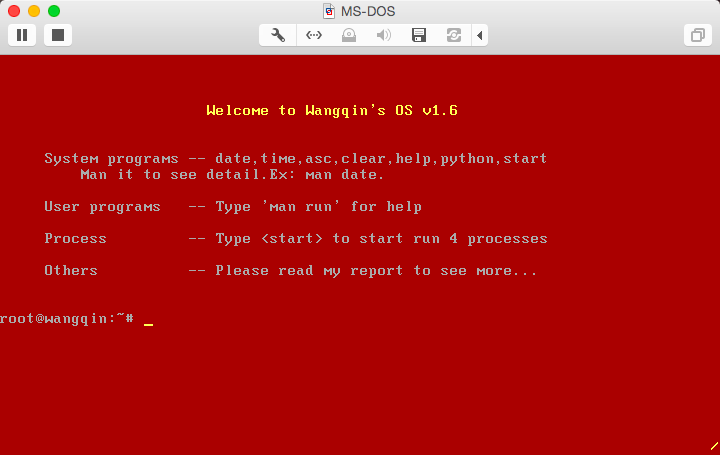 MS-DOS
Welcome to Wangqin's OS v1.6
System programs -- date,time,asc,clear,help,python,start
Man it to see detail.Ex: man date.
User programs -- Type 'man run' for help
Process -- Type <start> to start run 4 processes
Others -- Please read my report to see more...
root@wangqin:~# _